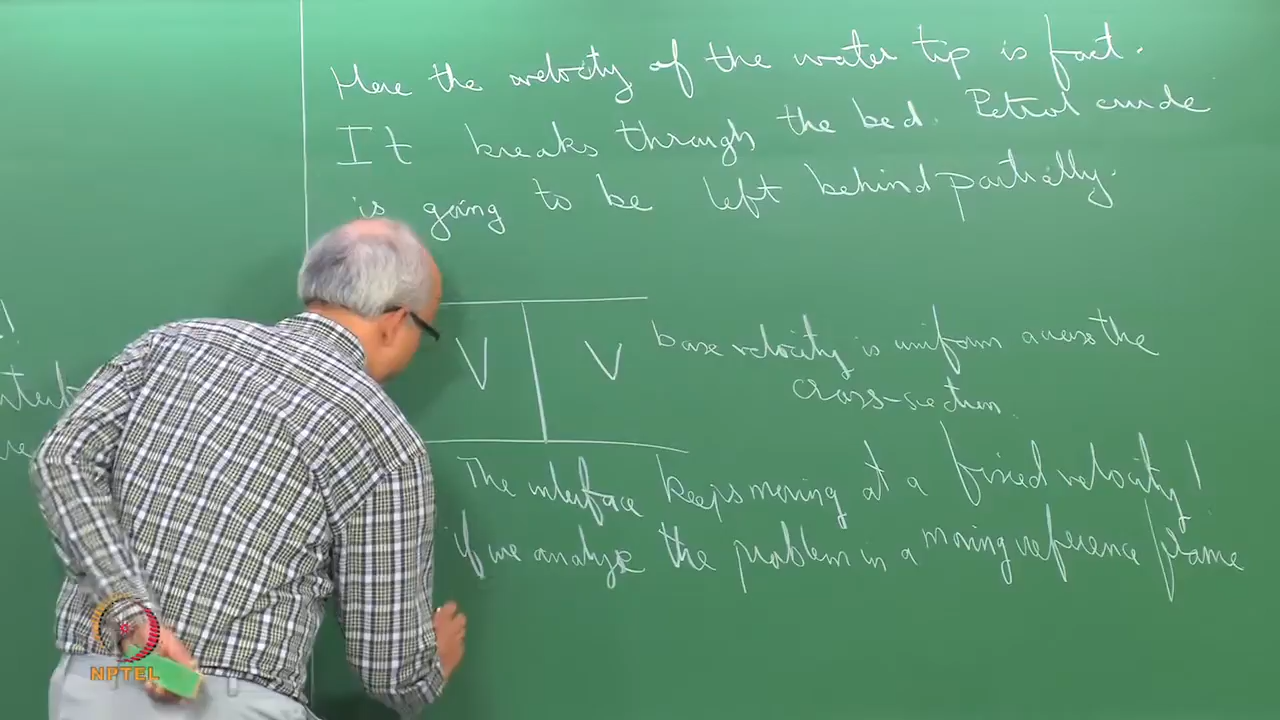 Here the velocity of the water tip is fast.
It breaks through the bed. Petrol crude
is going to be left behind partially.
V V base velocity is uniform across the
cross-section.
The interface keeps moving at a fixed velocity!
if we analyze the problem in a moving reference frame
NPTEL